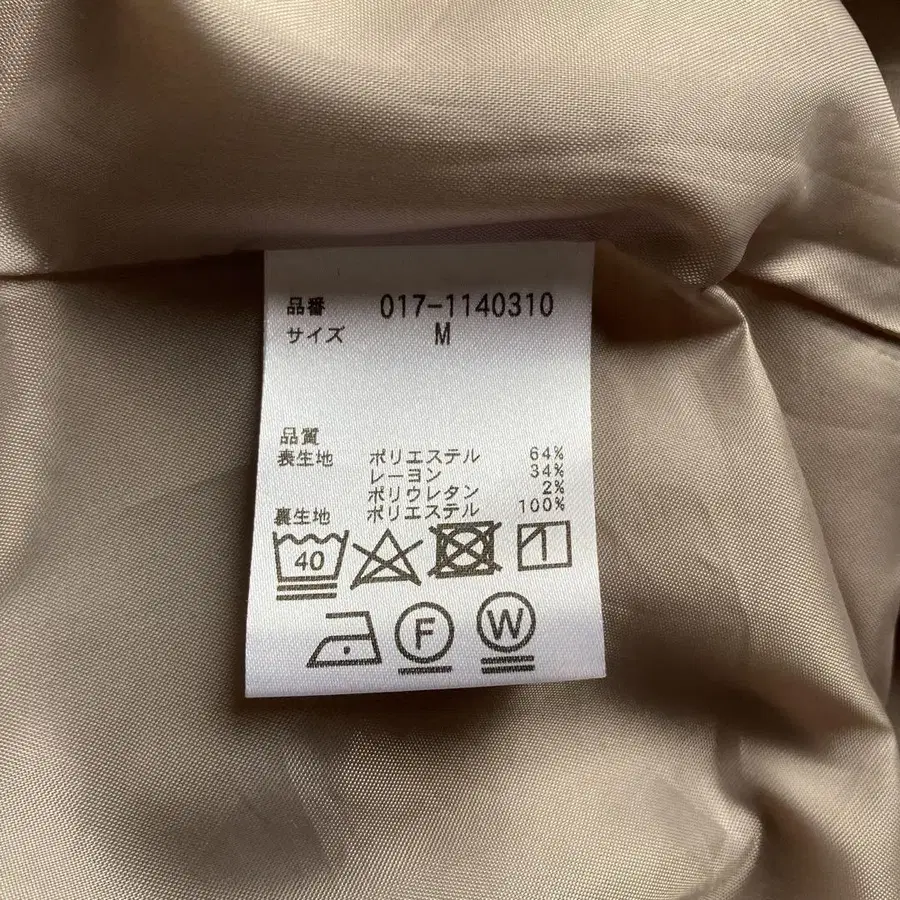 品番 017-1140310
サイズ M
品質
表生地 ポリエステル 64%
レーヨン 34%
ポリウレタン 2%
裏生地 ポリエステル 100%
40
F W